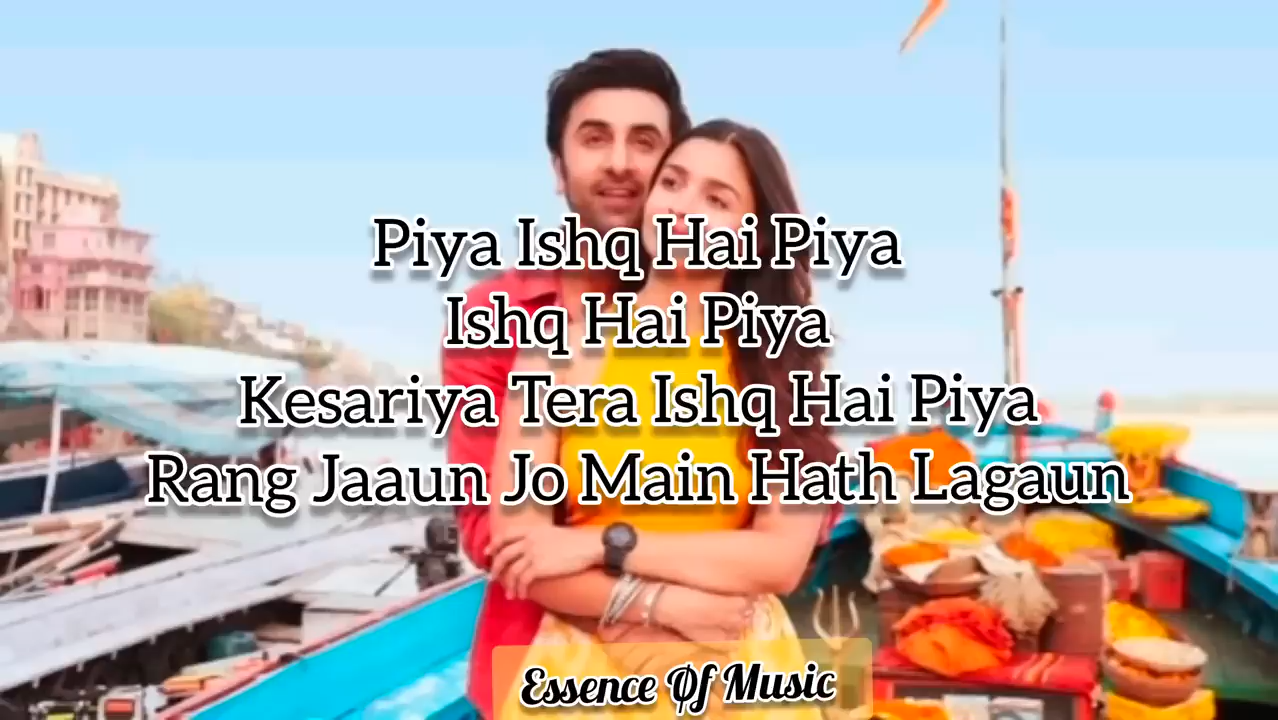 Piya Ishq Hai Piya
Ishq Hai Piya
Kesariya Tera Ishq Hai Piya
Rang Jaaun Jo Main Hath Lagaun
Essence Øf Music